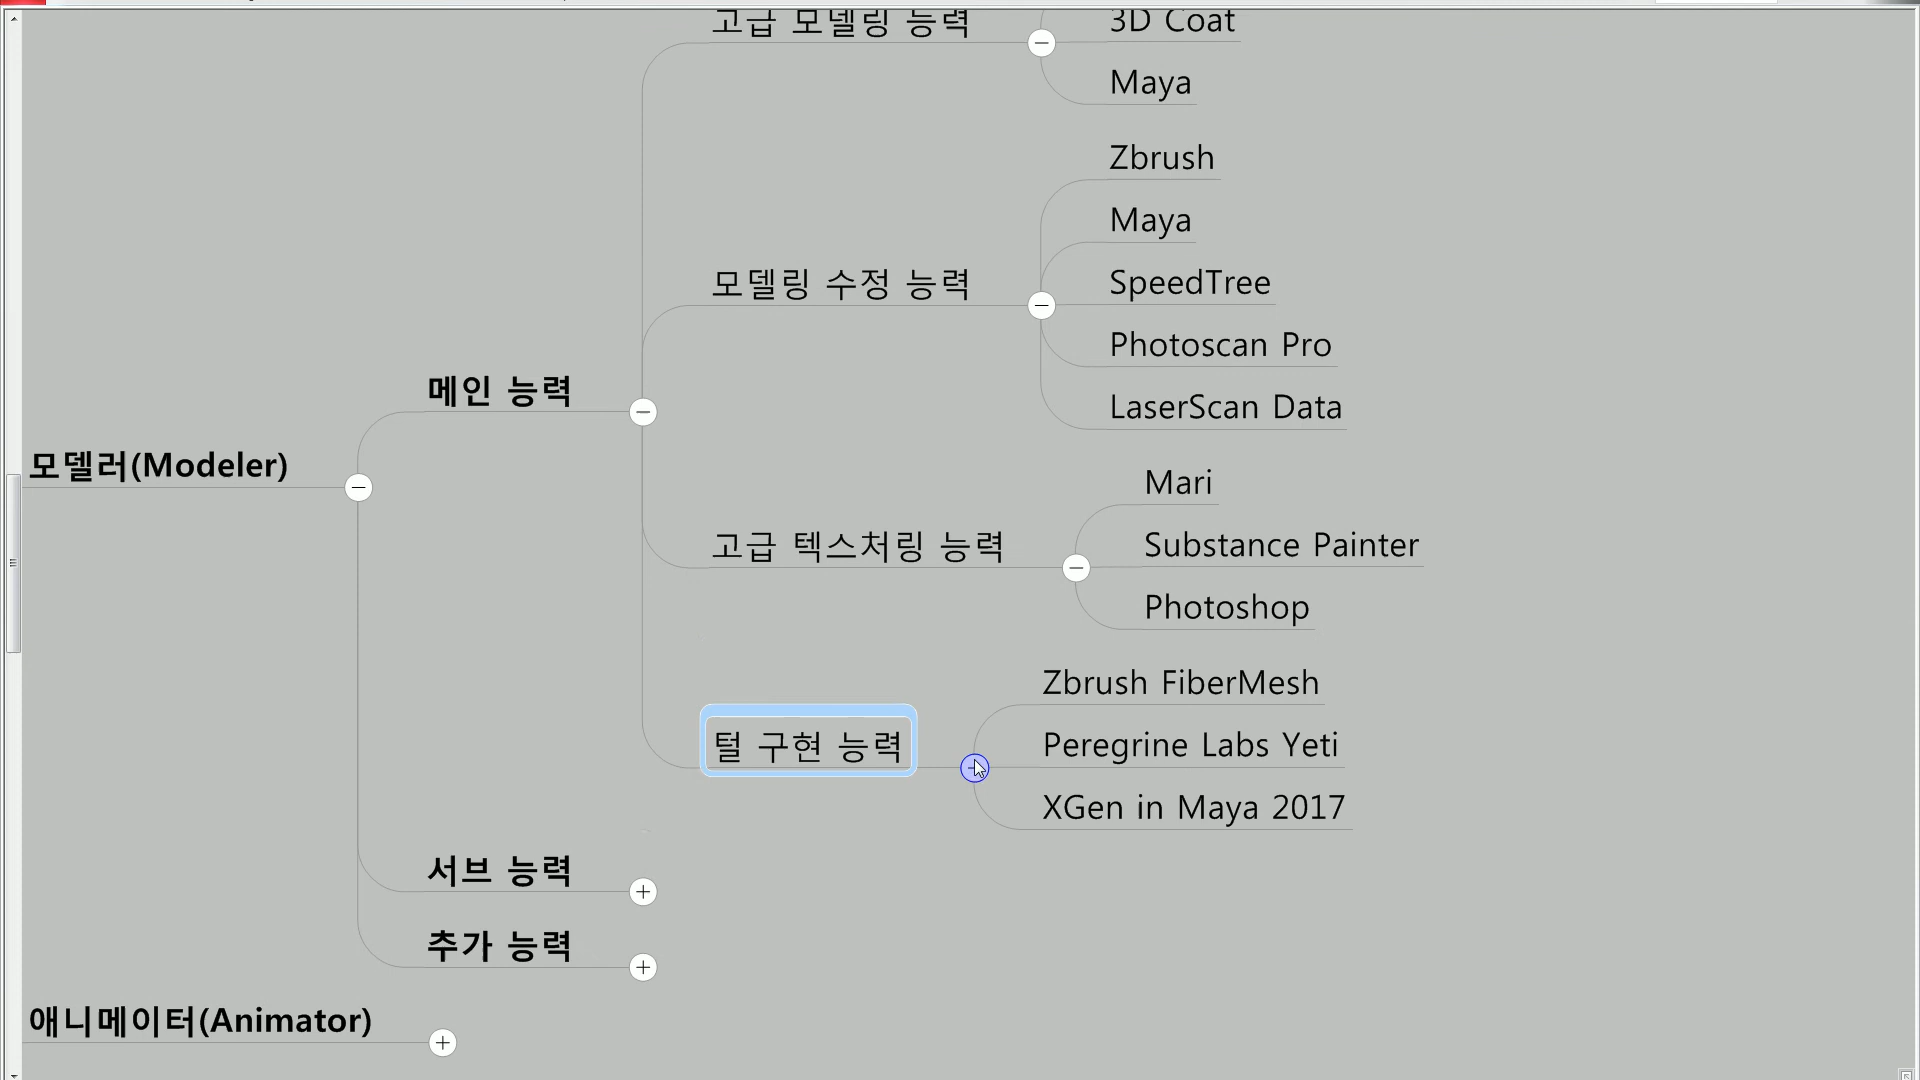 고급 모델링 능력
3D Coat
Maya
Zbrush
Maya
모델링 수정 능력
SpeedTree
Photoscan Pro
LaserScan Data
메인 능력
모델러(Modeler)
Mari
고급 텍스처링 능력
Substance Painter
Photoshop
Zbrush FiberMesh
털 구현 능력
Peregrine Labs Yeti
XGen in Maya 2017
서브 능력
추가 능력
애니메이터(Animator)